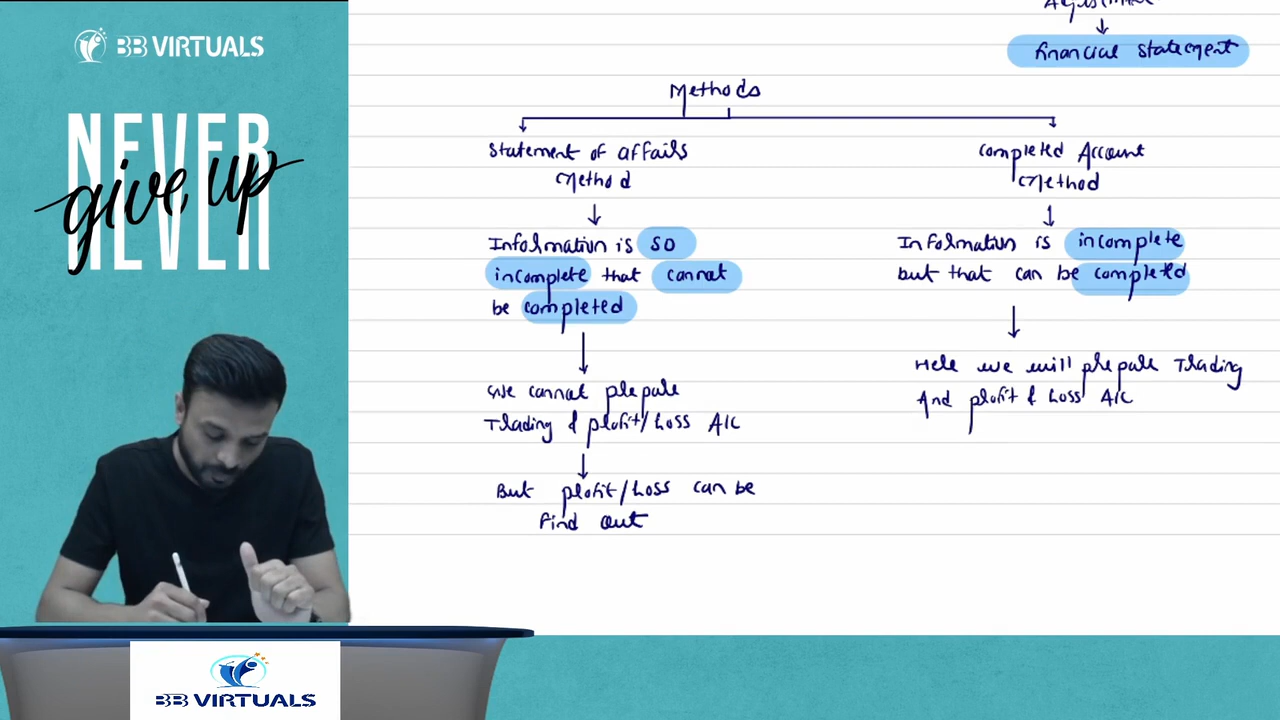 BB VIRTUALS
NEVER
give up
NEVER
financial statement
Methods
Statement of affairs
Method
Information is so
incomplete that cannot
be completed
We cannot prepare
Trading & profit/Loss A/C
But profit/Loss can be
find out
Completed Account
Method
Information is incomplete
but that can be completed
Here we will prepare Trading
And profit & Loss A/C
BB VIRTUALS